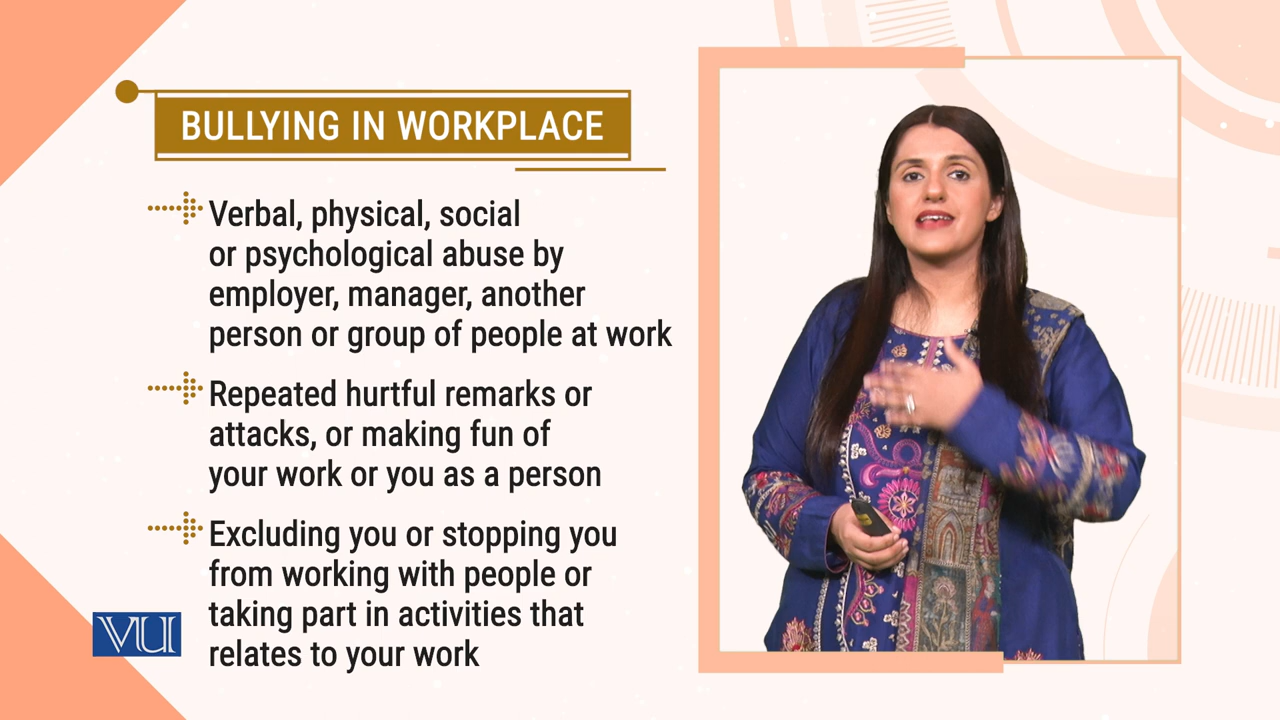 BULLYING IN WORKPLACE
Verbal, physical, social
or psychological abuse by
employer, manager, another
person or group of people at work
Repeated hurtful remarks or
attacks, or making fun of
your work or you as a person
Excluding you or stopping you
from working with people or
taking part in activities that
relates to your work
VU